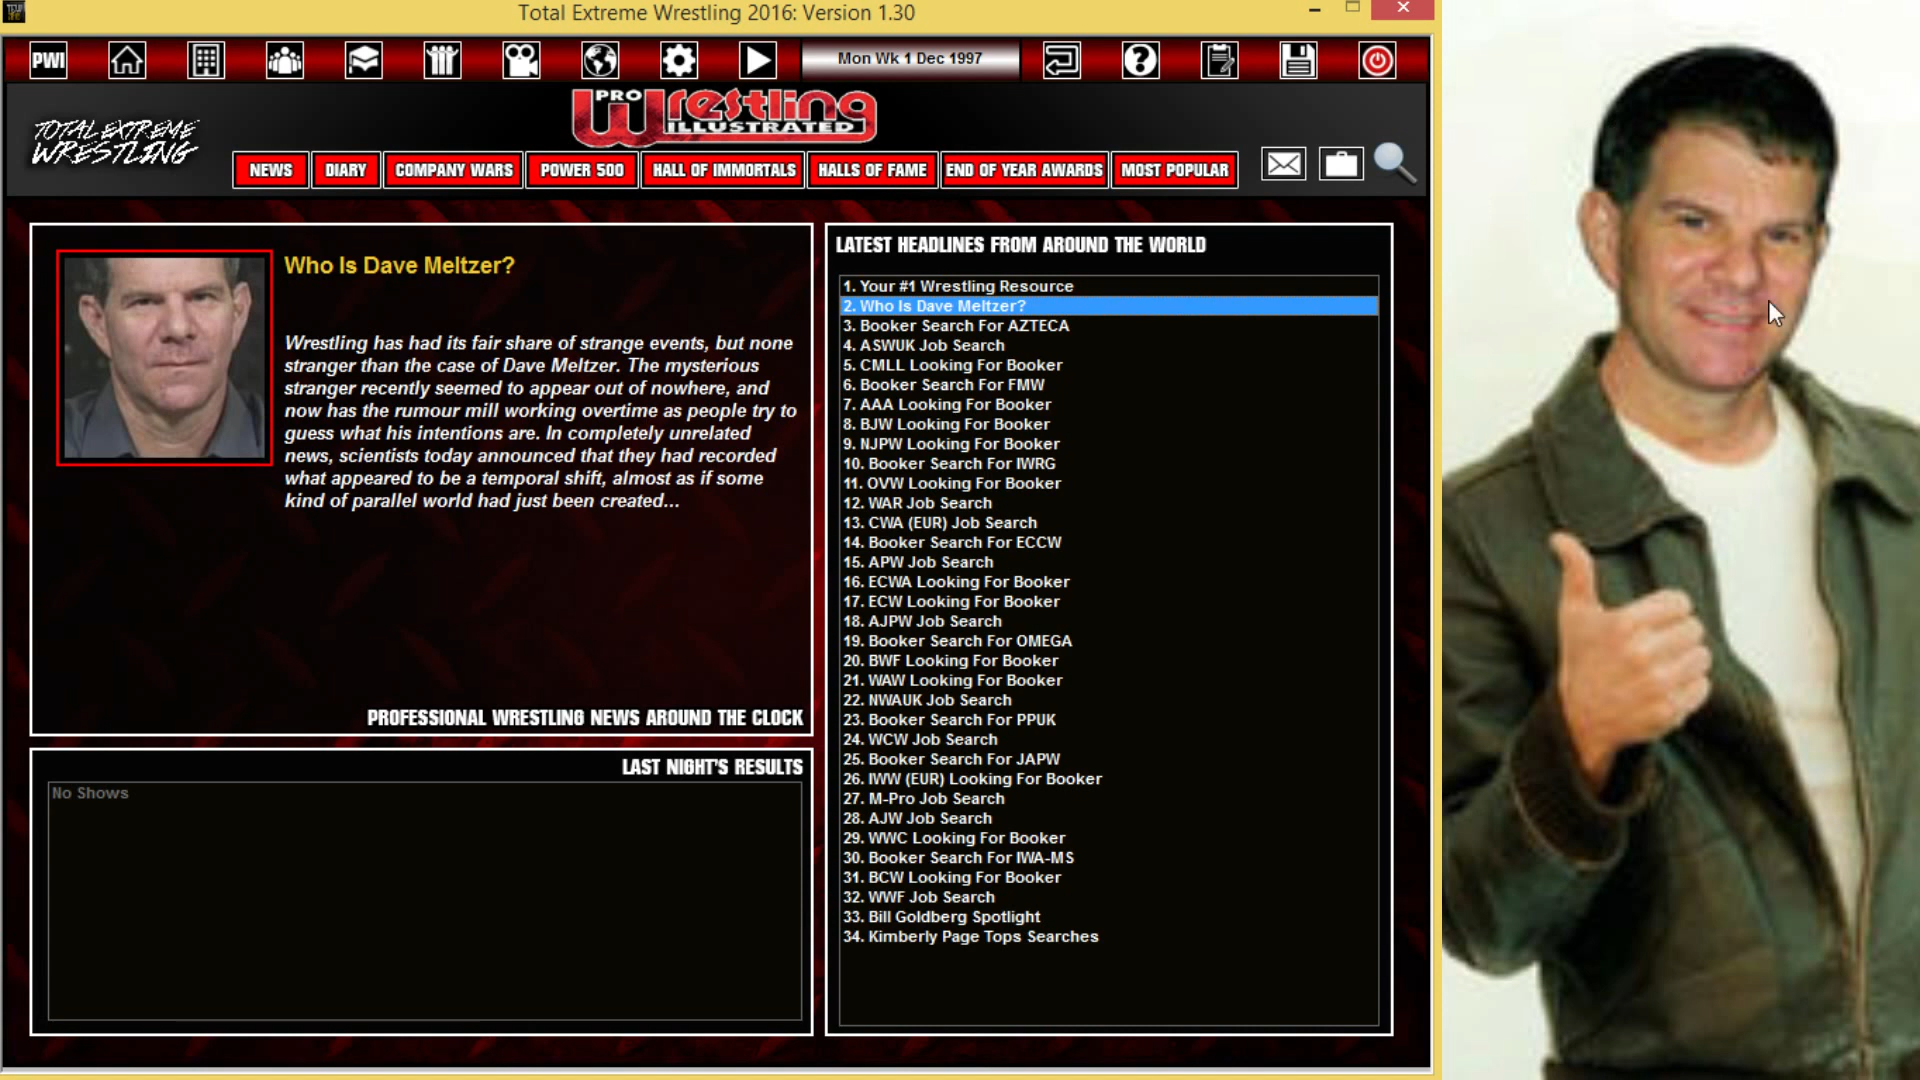 Total Extreme Wrestling 2016: Version 1.30
PWI
Mon Wk 1 Dec 1997
TOTAL EXTREME
WRESTLING
PRO
Wrestling
ILLUSTRATED
NEWS
DIARY
COMPANY WARS
POWER 500
HALL OF IMMORTALS
HALLS OF FAME
END OF YEAR AWARDS
MOST POPULAR
Who Is Dave Meltzer?
Wrestling has had its fair share of strange events, but none
stranger than the case of Dave Meltzer. The mysterious
stranger recently seemed to appear out of nowhere, and
now has the rumour mill working overtime as people try to
guess what his intentions are. In completely unrelated
news, scientists today announced that they had recorded
what appeared to be a temporal shift, almost as if some
kind of parallel world had just been created...
PROFESSIONAL WRESTLING NEWS AROUND THE CLOCK
LAST NIGHT'S RESULTS
No Shows
LATEST HEADLINES FROM AROUND THE WORLD
1. Your #1 Wrestling Resource
2. Who Is Dave Meltzer?
3. Booker Search For AZTECA
4. ASWUK Job Search
5. CMLL Looking For Booker
6. Booker Search For FMW
7. AAA Looking For Booker
8. BJW Looking For Booker
9. NJPW Looking For Booker
10. Booker Search For IWRG
11. OVW Looking For Booker
12. WAR Job Search
13. CWA (EUR) Job Search
14. Booker Search For ECCW
15. APW Job Search
16. ECWA Looking For Booker
17. ECW Looking For Booker
18. AJPW Job Search
19. Booker Search For OMEGA
20. BWF Looking For Booker
21. WAW Looking For Booker
22. NWAUK Job Search
23. Booker Search For PPUK
24. WCW Job Search
25. Booker Search For JAPW
26. IWW (EUR) Looking For Booker
27. M-Pro Job Search
28. AJW Job Search
29. WWC Looking For Booker
30. Booker Search For IWA-MS
31. BCW Looking For Booker
32. WWF Job Search
33. Bill Goldberg Spotlight
34. Kimberly Page Tops Searches